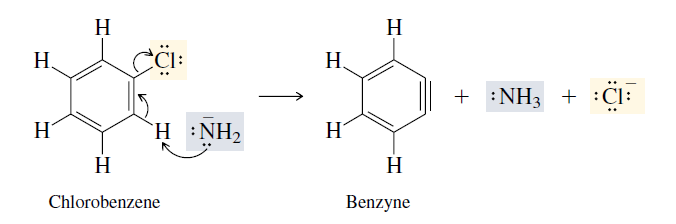 H H
H :Cl: H
+ :NH₃ + :Cl:⁻
H H :NH₂⁻ H
H H
Chlorobenzene Benzyne